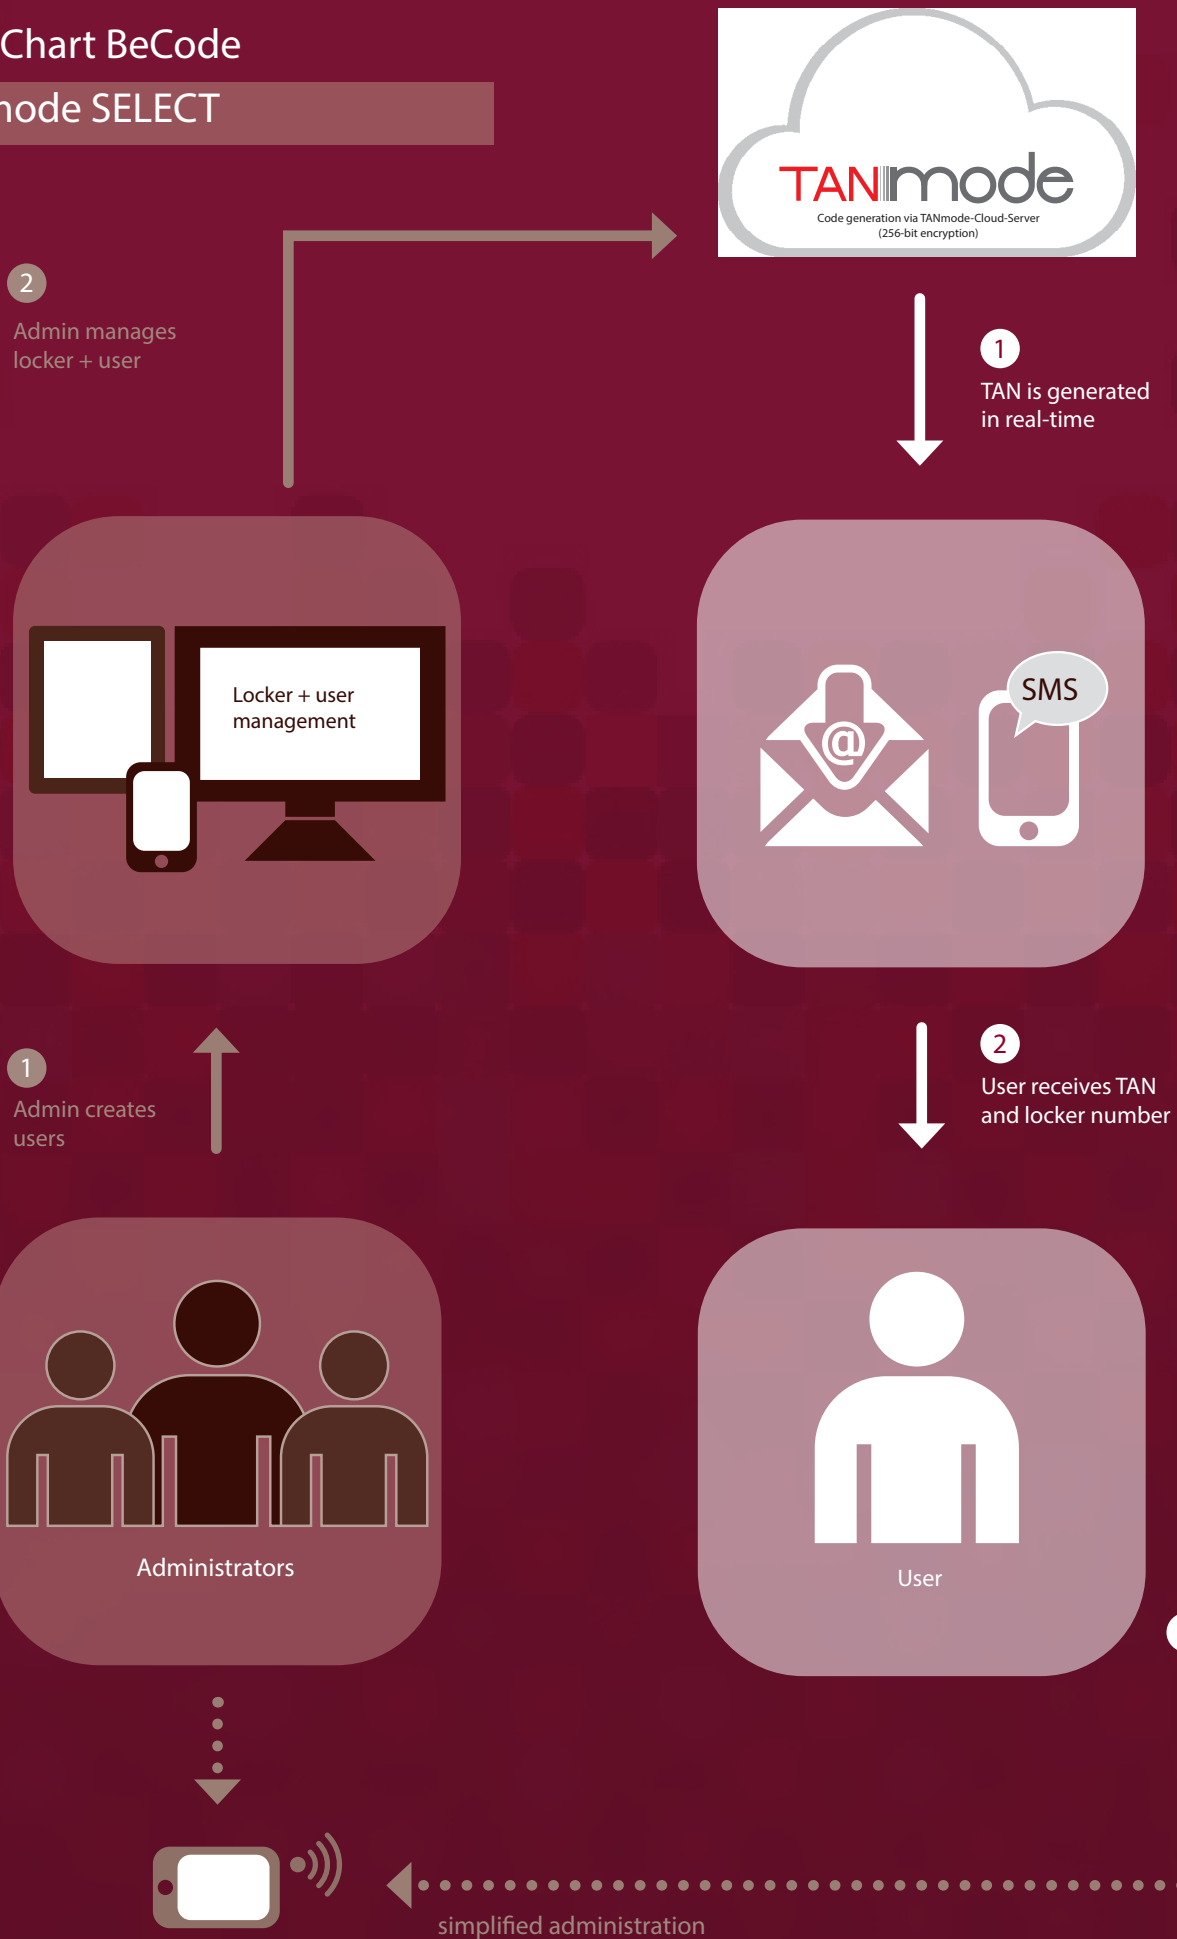 Chart BeCode
mode SELECT
TANmode
Code generation via TANmode-Cloud-Server
(256-bit encryption)
2
Admin manages
locker + user
1
TAN is generated
in real-time
Locker + user
management
@
SMS
1
Admin creates
users
2
User receives TAN
and locker number
Administrators
User
simplified administration